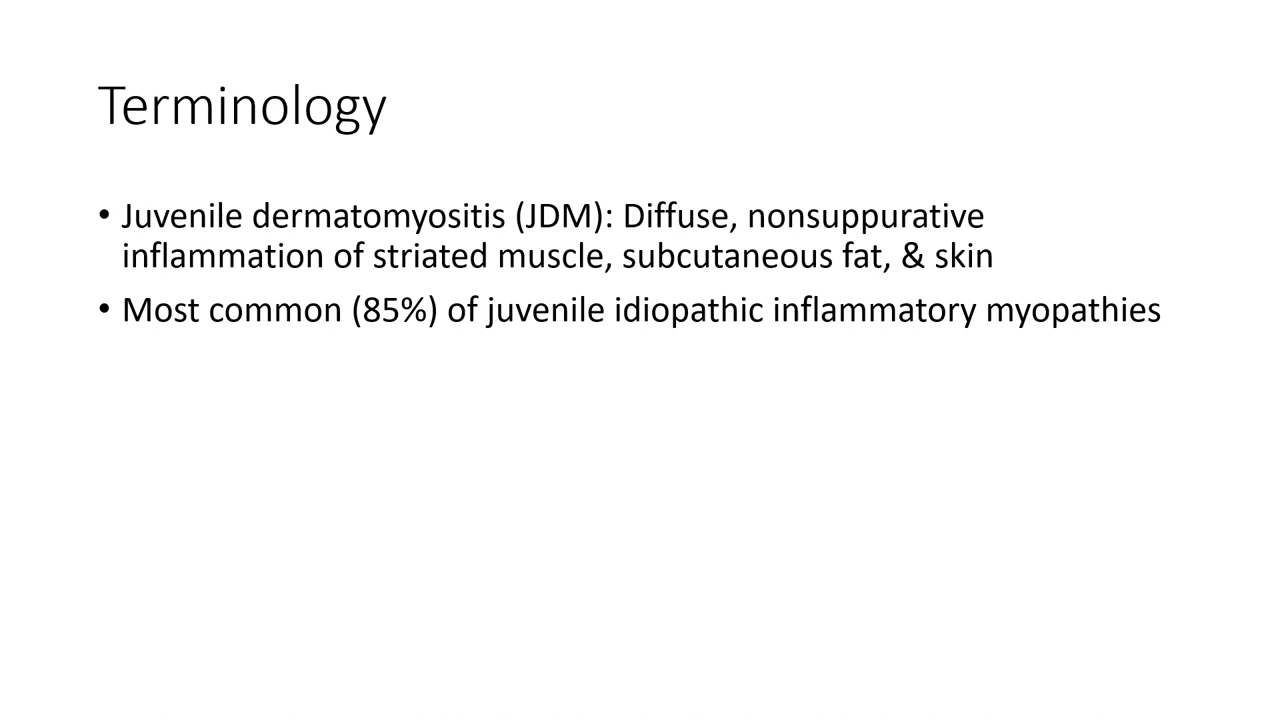 Terminology
• Juvenile dermatomyositis (JDM): Diffuse, nonsuppurative
inflammation of striated muscle, subcutaneous fat, & skin
• Most common (85%) of juvenile idiopathic inflammatory myopathies